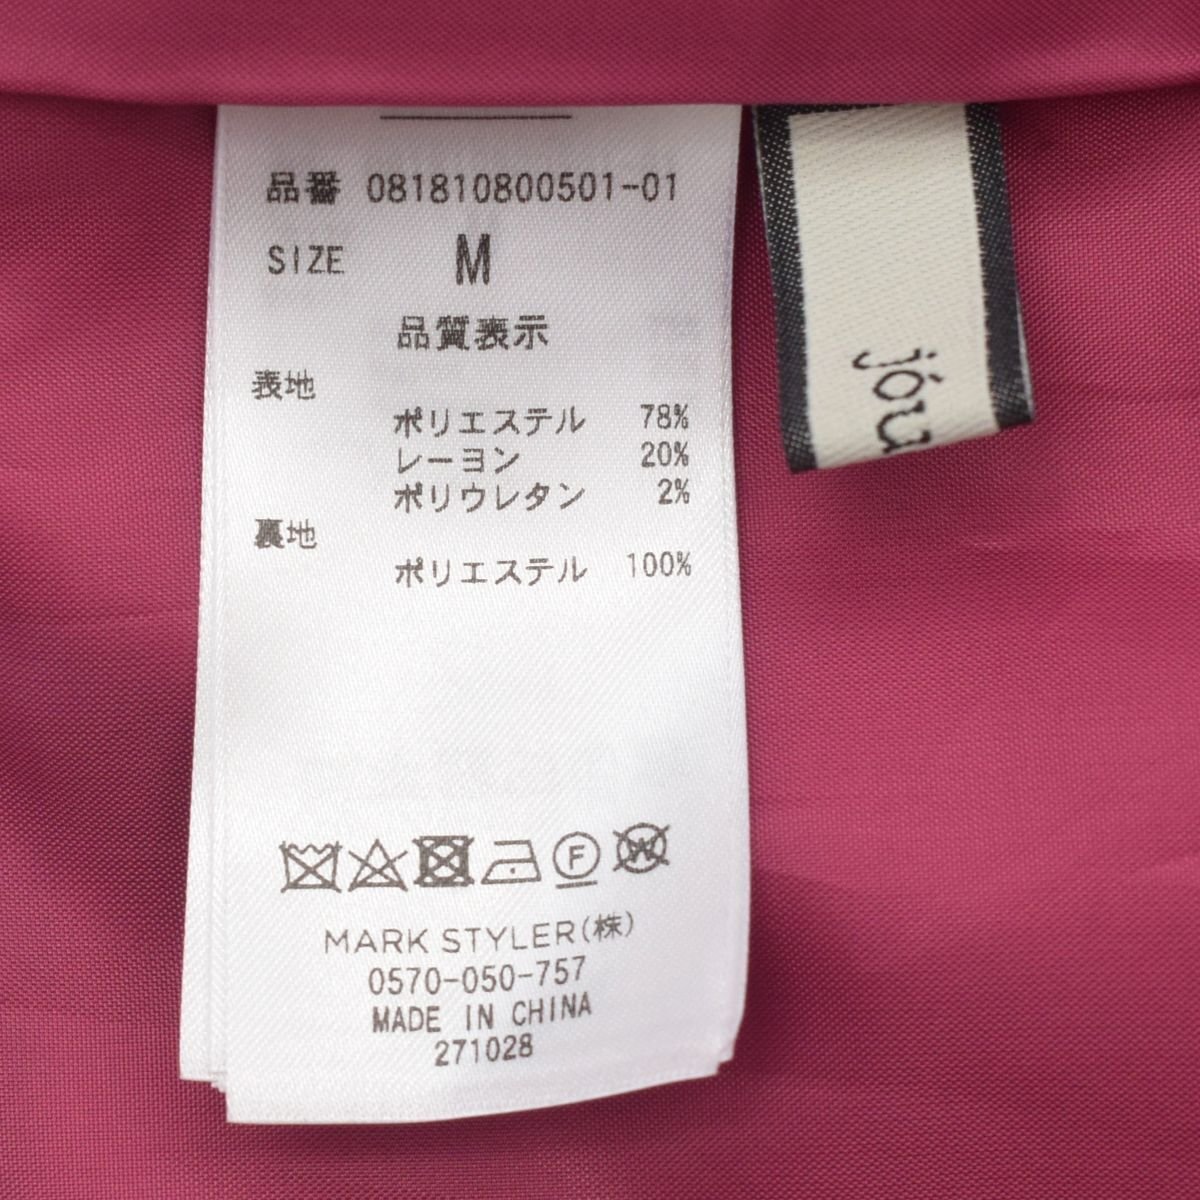 品番 081810800501-01
SIZE M
品質表示
表地
ポリエステル 78%
レーヨン 20%
ポリウレタン 2%
裏地
ポリエステル 100%
F W
MARK STYLER(株)
0570-050-757
MADE IN CHINA
271028
jóu